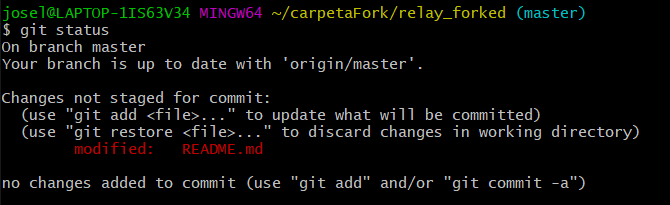 josel@LAPTOP-1IS63V34 MINGW64 ~/carpetaFork/relay_forked (master)
$ git status
On branch master
Your branch is up to date with 'origin/master'.

Changes not staged for commit:
  (use "git add <file>..." to update what will be committed)
  (use "git restore <file>..." to discard changes in working directory)
        modified:   README.md

no changes added to commit (use "git add" and/or "git commit -a")